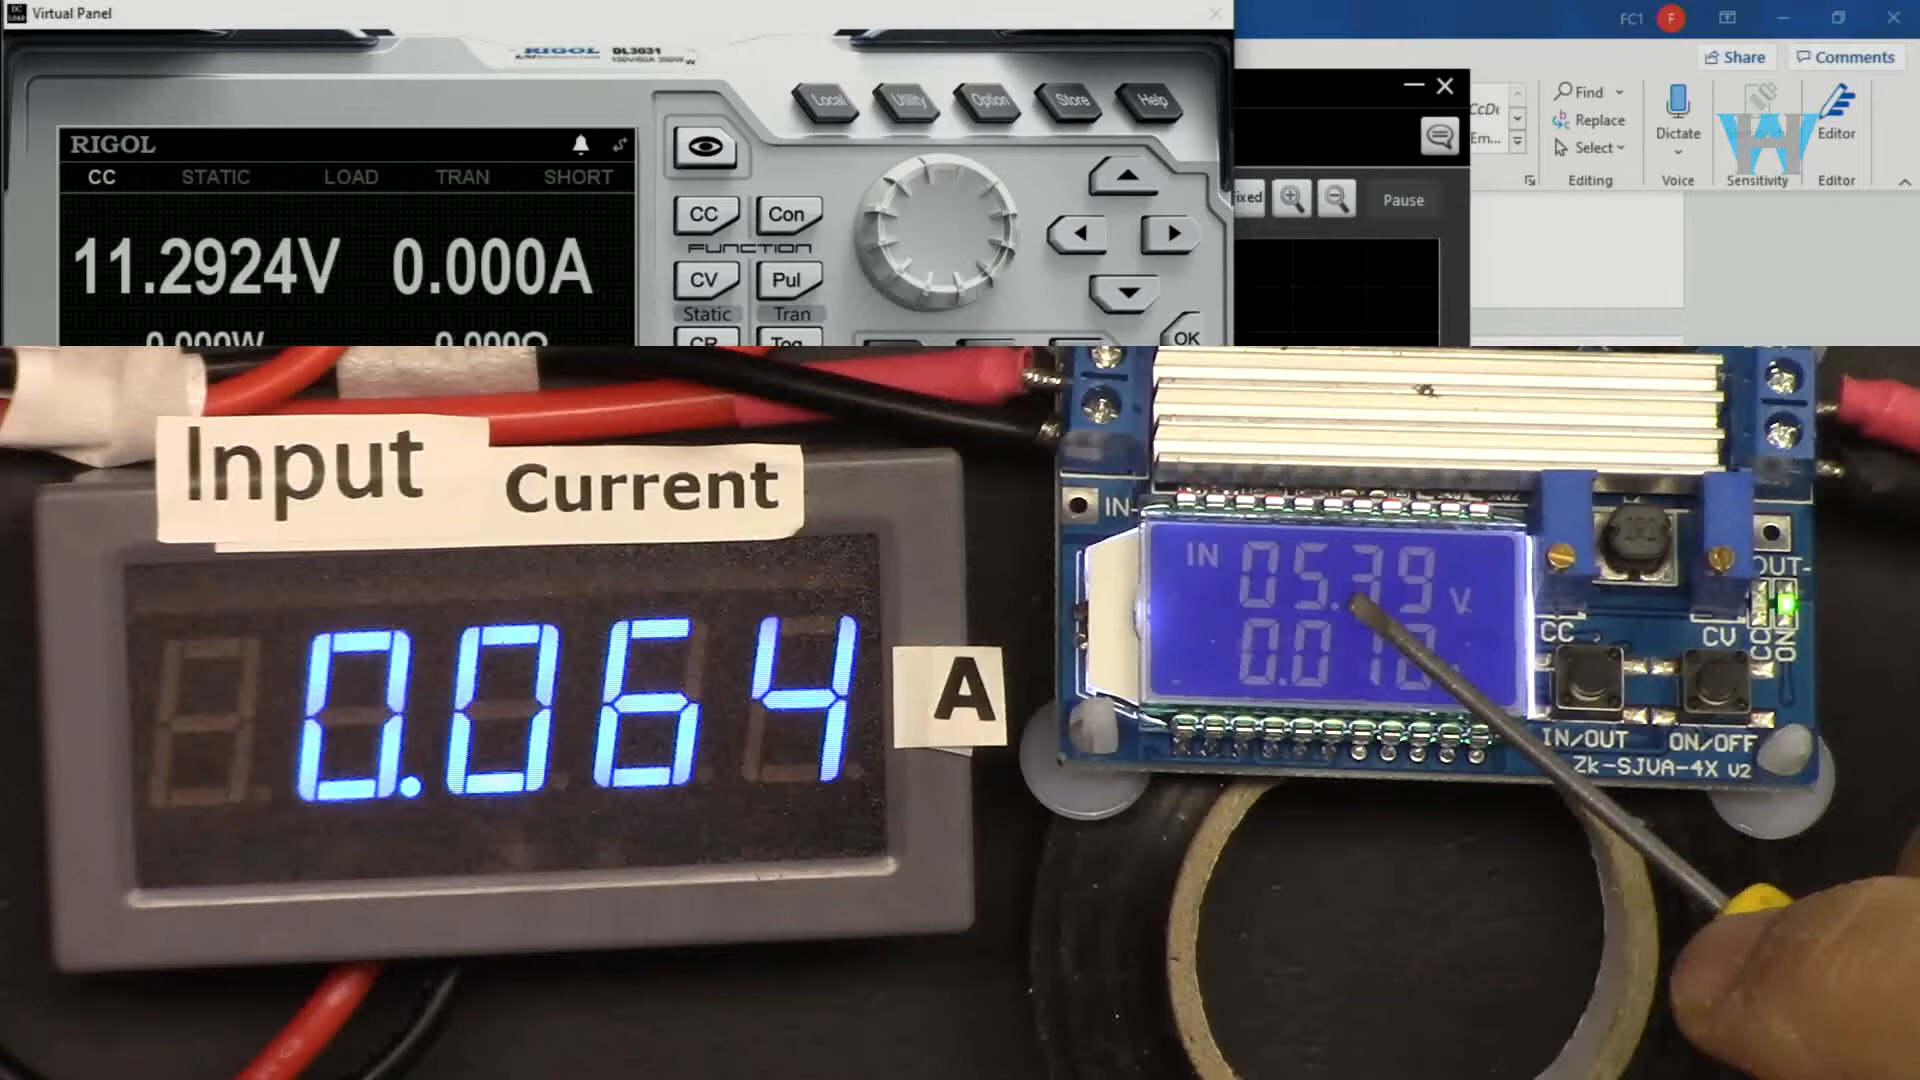 Virtual Panel
FC1
F
RIGOL DL3031
Local
Utility
Option
Store
Help
Share
Comments
Find
Replace
Select
Editing
Dictate
Voice
Sensitivity
Editor
Editor
Em...
Pause
RIGOL
CC STATIC LOAD TRAN SHORT
11.2924V 0.000A
CC
Con
FUNCTION
CV
Pul
Static
Tran
OK
Input
Current
0.064
A
IN-
IN 05.39 V
CC
CV
CC
ON
IN/OUT
ON/OFF
Zk-SJVA-4X V2